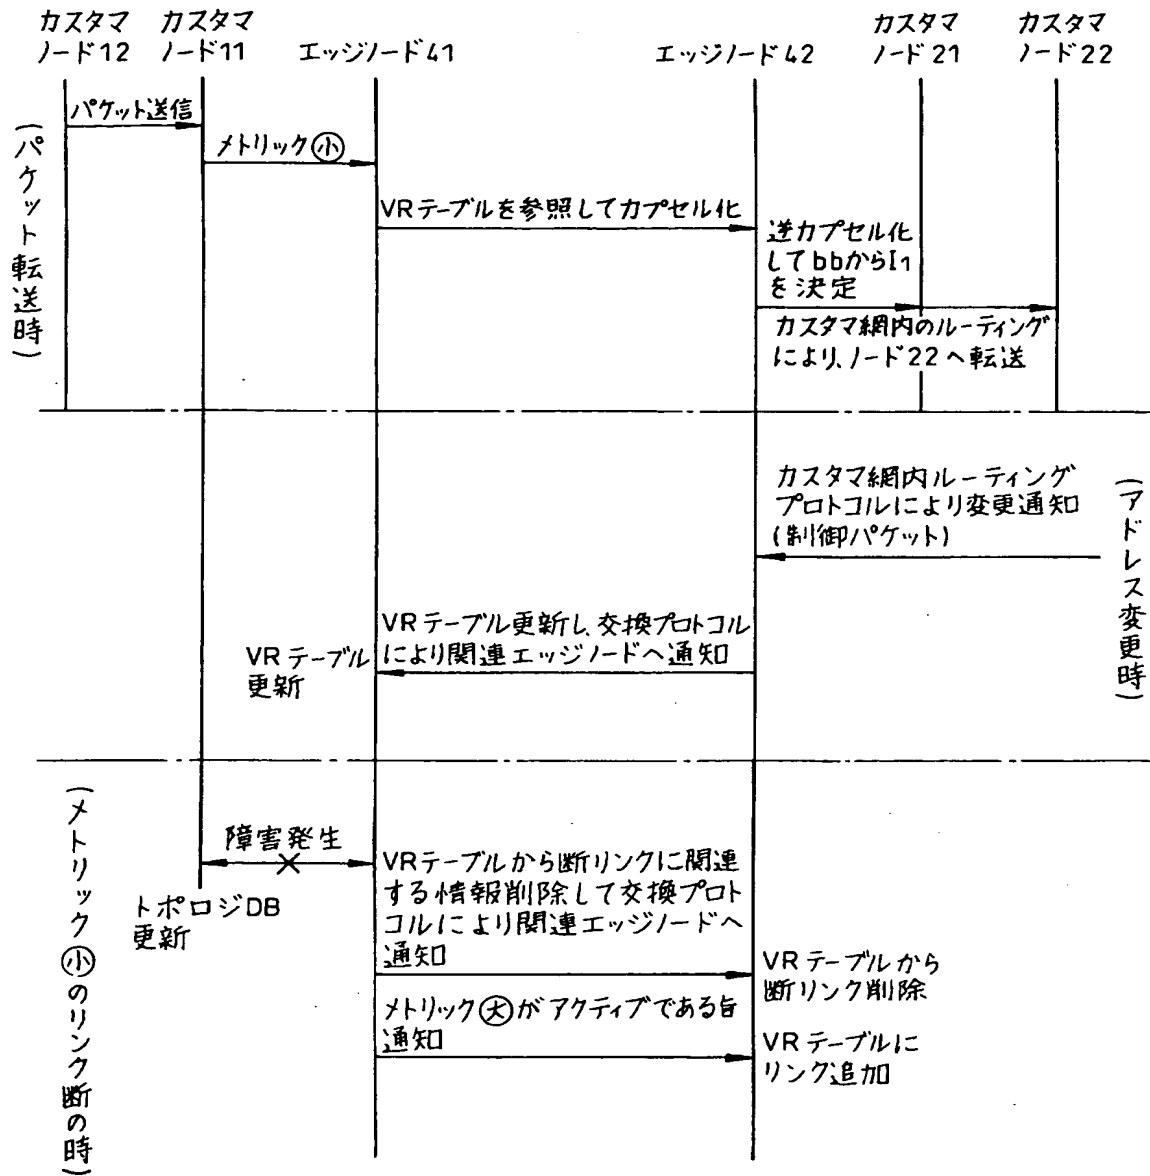 カスタマ
ノード12
カスタマ
ノード11
エッジノード41
エッジノード42
カスタマ
ノード21
カスタマ
ノード22
(パケット転送時)
パケット送信
メトリック㊥小
VRテーブルを参照してカプセル化
逆カプセル化
してbbからI1
を決定
カスタマ網内のルーティング
により、ノード22へ転送
(アドレス変更時)
カスタマ網内ルーティング
プロトコルにより変更通知
(制御パケット)
VRテーブル更新し、交換プロトコル
により関連エッジノードへ通知
VRテーブル
更新
(メトリック小のリンク断の時)
障害発生
トポロジDB
更新
VRテーブルから断リンクに関連
する情報削除して交換プロト
コルにより関連エッジノードへ
通知
VRテーブルから
断リンク削除
メトリック大がアクティブである旨
通知
VRテーブルに
リンク追加